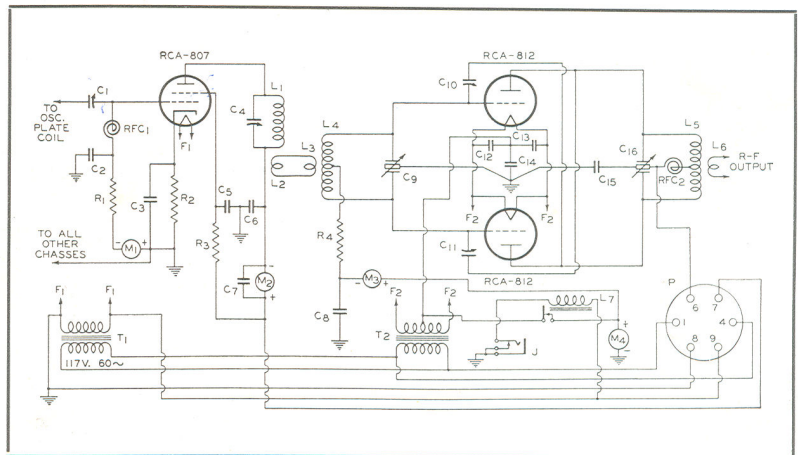 RCA-807
RCA-812
C1
TO
OSC.
PLATE
COIL
RFC1
F1
C2
R1
C3
R2
M1
- +
TO ALL
OTHER
CHASSES
L1
C4
L3
L2
L4
C5
C6
R3
C7
M2
-
+
C10
C12
C13
C14
C9
F2
F2
C11
RCA-812
C15
C16
RFC2
L5
L6
R-F
OUTPUT
R4
M3
- +
C8
F1
F1
T1
117V. 60~
F2
F2
T2
L7
J
M4
+
-
P
6
7
1
4
8
9